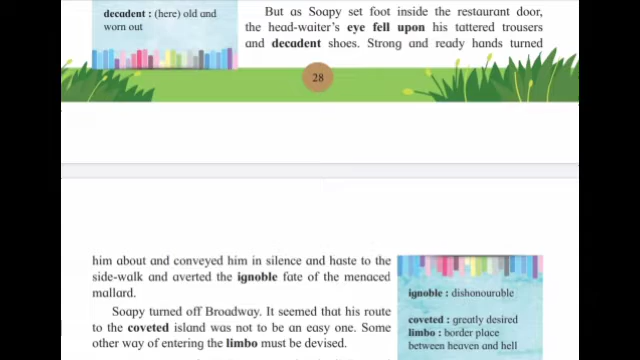 decadent : (here) old and
worn out
But as Soapy set foot inside the restaurant door,
the head-waiter's eye fell upon his tattered trousers
and decadent shoes. Strong and ready hands turned
28
him about and conveyed him in silence and haste to the
side-walk and averted the ignoble fate of the menaced
mallard.
Soapy turned off Broadway. It seemed that his route
to the coveted island was not to be an easy one. Some
other way of entering the limbo must be devised.
ignoble : dishonourable
coveted : greatly desired
limbo : border place
between heaven and hell